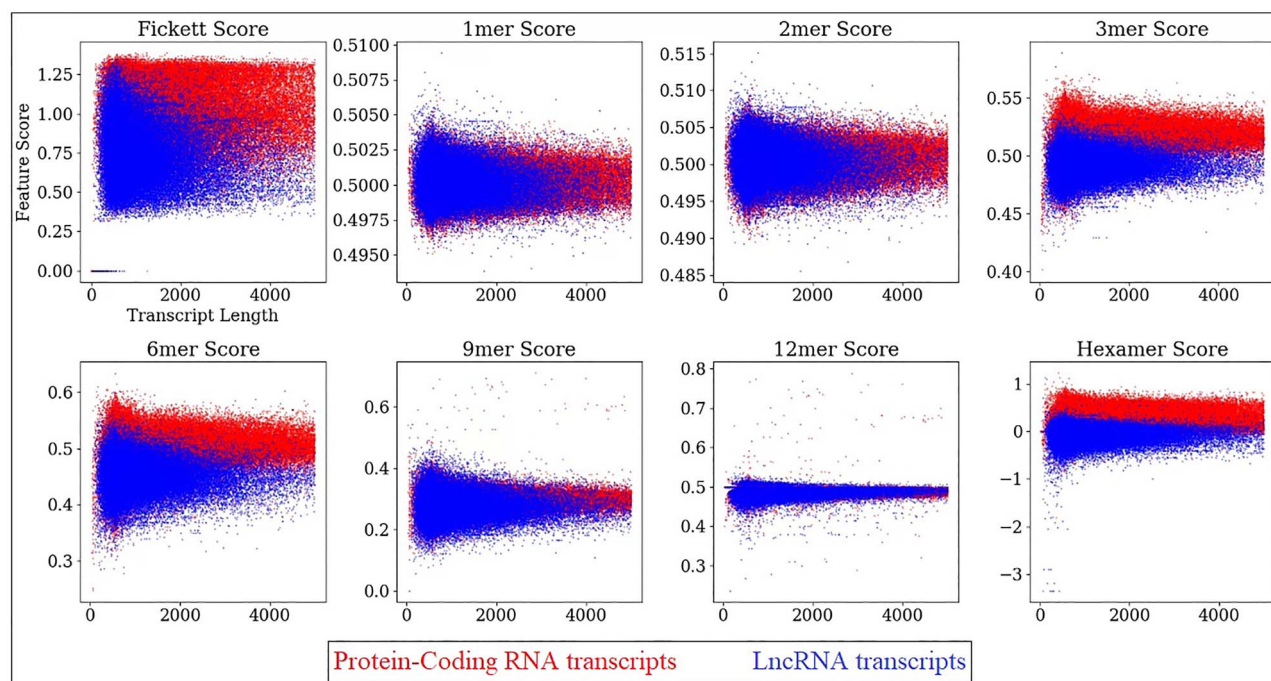 Fickett Score
1mer Score
2mer Score
3mer Score
Feature Score
1.25
1.00
0.75
0.50
0.25
0.00
0.5100
0.5075
0.5050
0.5025
0.5000
0.4975
0.4950
0.515
0.510
0.505
0.500
0.495
0.490
0.485
0.55
0.50
0.45
0.40
0 2000 4000
0 2000 4000
0 2000 4000
0 2000 4000
Transcript Length
6mer Score
9mer Score
12mer Score
Hexamer Score
0.6
0.5
0.4
0.3
0.6
0.4
0.2
0.0
0.8
0.7
0.6
0.5
0.4
0.3
1
0
−1
−2
−3
0 2000 4000
0 2000 4000
0 2000 4000
0 2000 4000
Protein-Coding RNA transcripts LncRNA transcripts